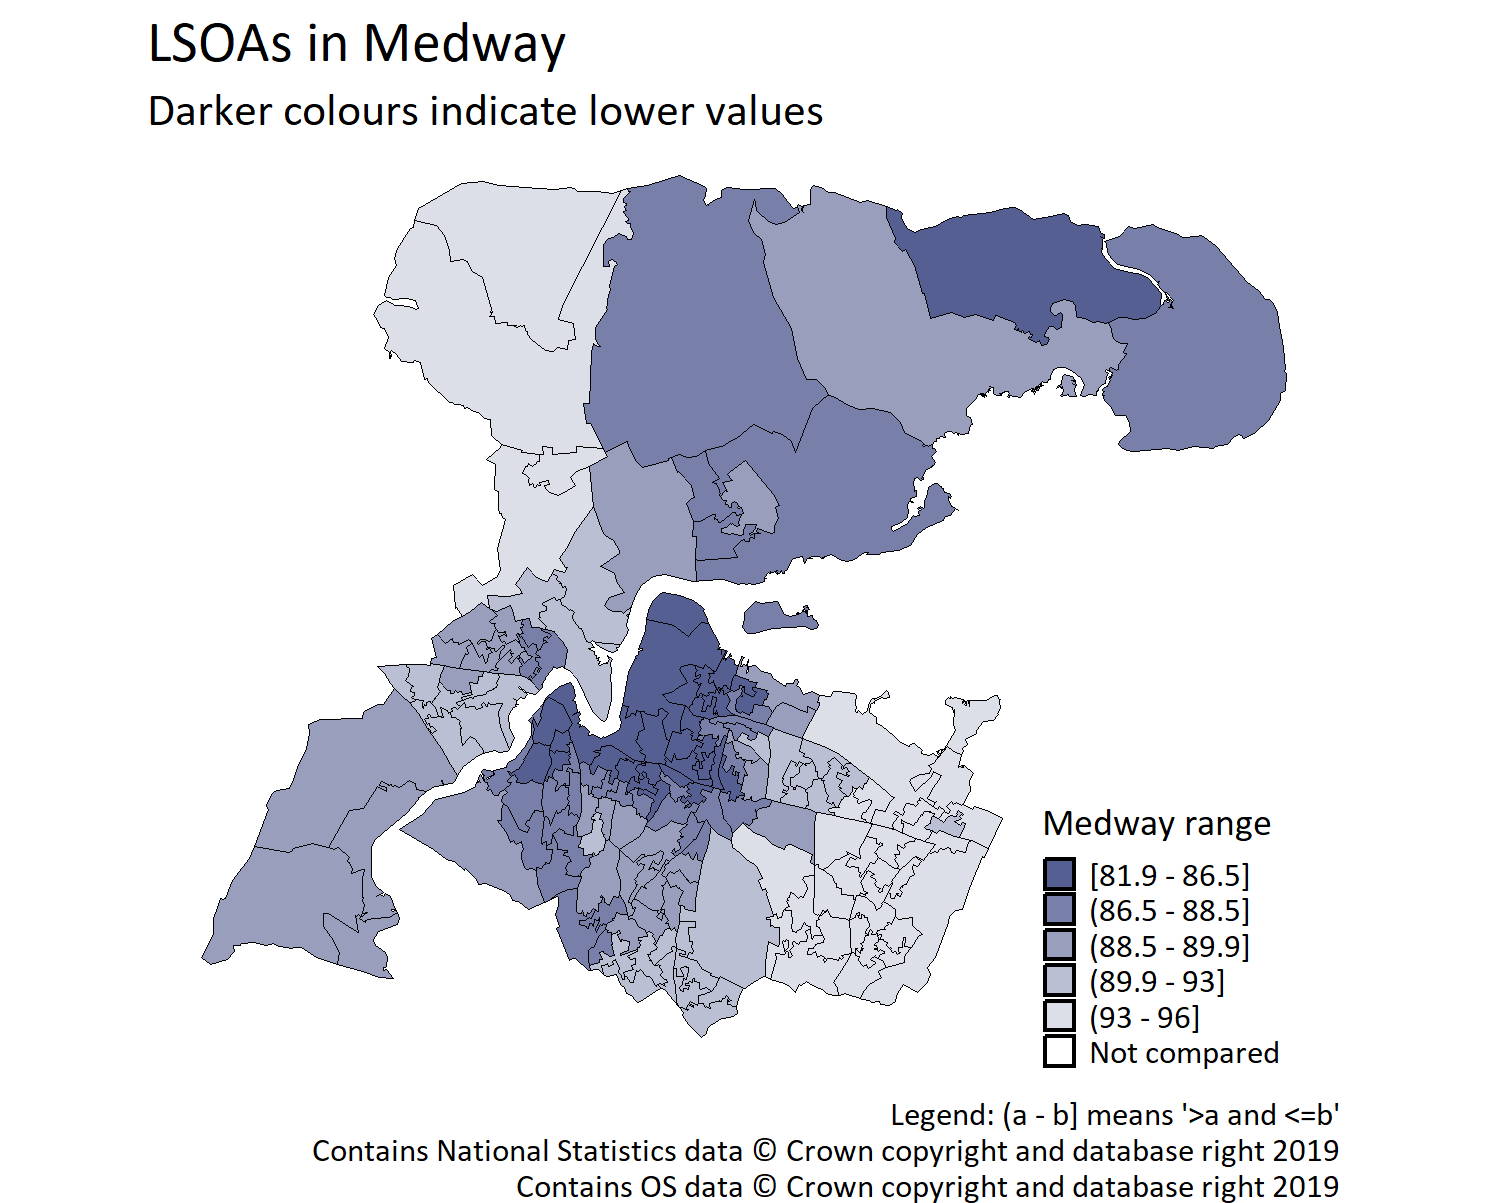 LSOAs in Medway
Darker colours indicate lower values
Medway range
[81.9 - 86.5]
(86.5 - 88.5]
(88.5 - 89.9]
(89.9 - 93]
(93 - 96]
Not compared
Legend: (a - b] means '>a and <=b'
Contains National Statistics data © Crown copyright and database right 2019
Contains OS data © Crown copyright and database right 2019